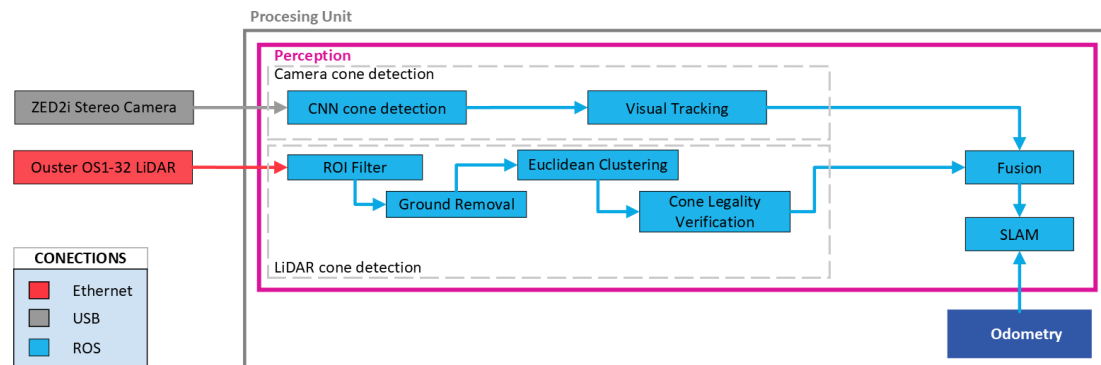 Procesing Unit
Perception
Camera cone detection
ZED2i Stereo Camera
CNN cone detection
Visual Tracking
Ouster OS1-32 LiDAR
ROI Filter
Euclidean Clustering
Fusion
Ground Removal
Cone Legality
Verification
SLAM
LiDAR cone detection
CONECTIONS
Ethernet
USB
ROS
Odometry